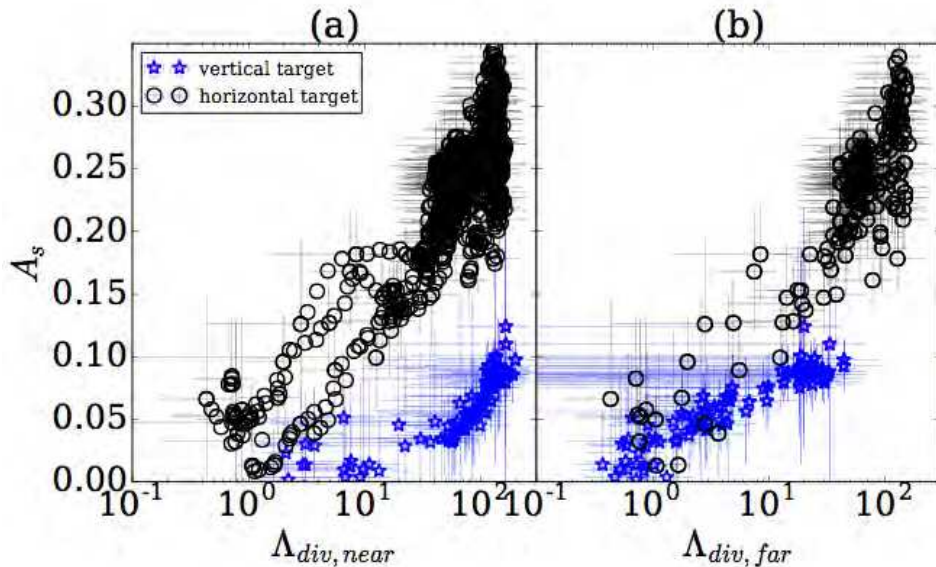 (a) (b)
vertical target
horizontal target
0.30
0.25
0.20
0.15
0.10
0.05
0.00
A_s
10^-1 10^0 10^1 10^2 10^-1 10^0 10^1 10^2
Λ_div,near Λ_div,far